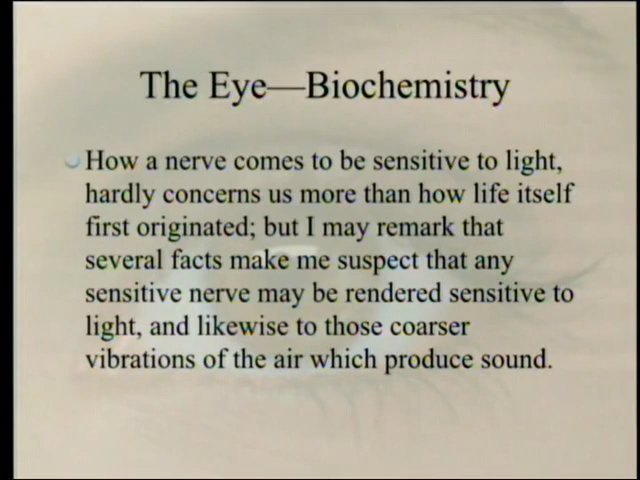 The Eye—Biochemistry
How a nerve comes to be sensitive to light,
hardly concerns us more than how life itself
first originated; but I may remark that
several facts make me suspect that any
sensitive nerve may be rendered sensitive to
light, and likewise to those coarser
vibrations of the air which produce sound.